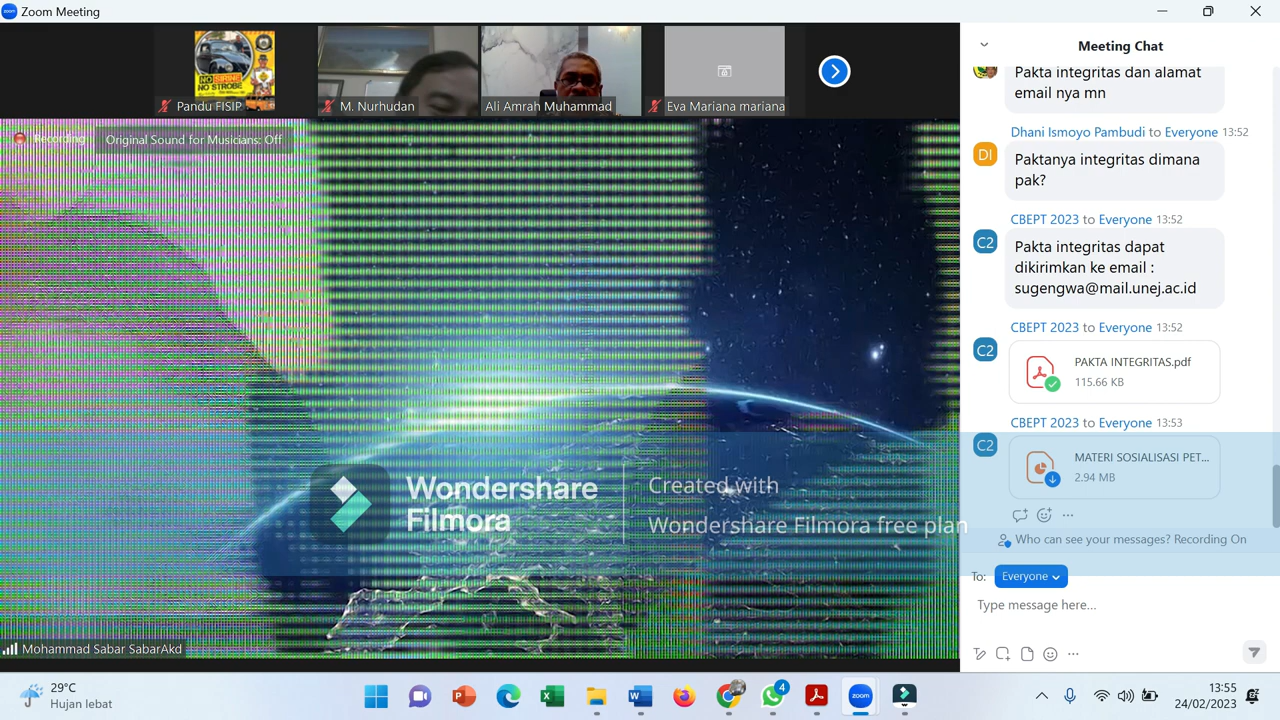 Zoom Meeting
NO SIRINE
NO STROBE
Pandu FISIP
M. Nurhudan
Ali Amrah Muhammad
Eva Mariana mariana
Recording
Original Sound for Musicians: Off
Wondershare
Filmora
Created with
Wondershare Filmora free plan
Mohammad Sabar SabarAkd
Meeting Chat
Pakta integritas dan alamat
email nya mn
Dhani Ismoyo Pambudi to Everyone 13:52
DI
Paktanya integritas dimana
pak?
CBEPT 2023 to Everyone 13:52
C2
Pakta integritas dapat
dikirimkan ke email :
sugengwa@mail.unej.ac.id
CBEPT 2023 to Everyone 13:52
C2
PAKTA INTEGRITAS.pdf
115.66 KB
CBEPT 2023 to Everyone 13:53
C2
MATERI SOSIALISASI PET...
2.94 MB
Who can see your messages? Recording On
To: Everyone
Type message here...
29°C
Hujan lebat
4
zoom
13:55
24/02/2023